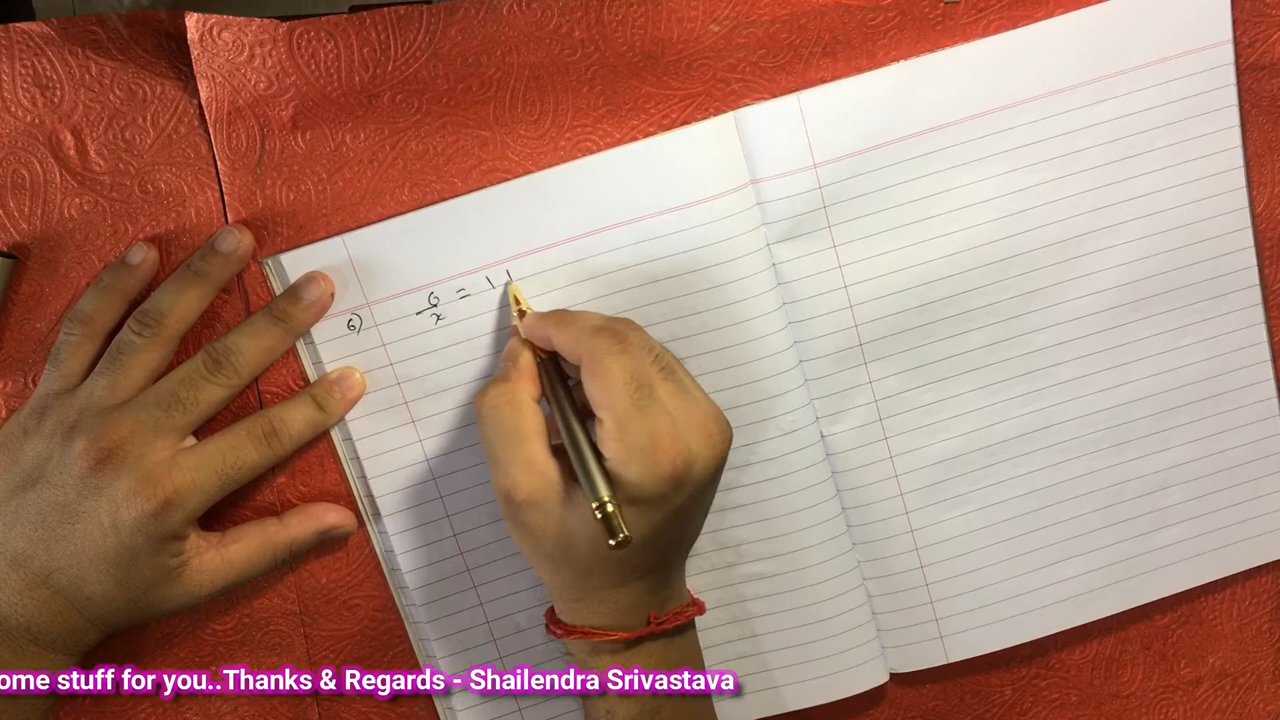 6) 6/x = 11
ome stuff for you..Thanks & Regards - Shailendra Srivastava